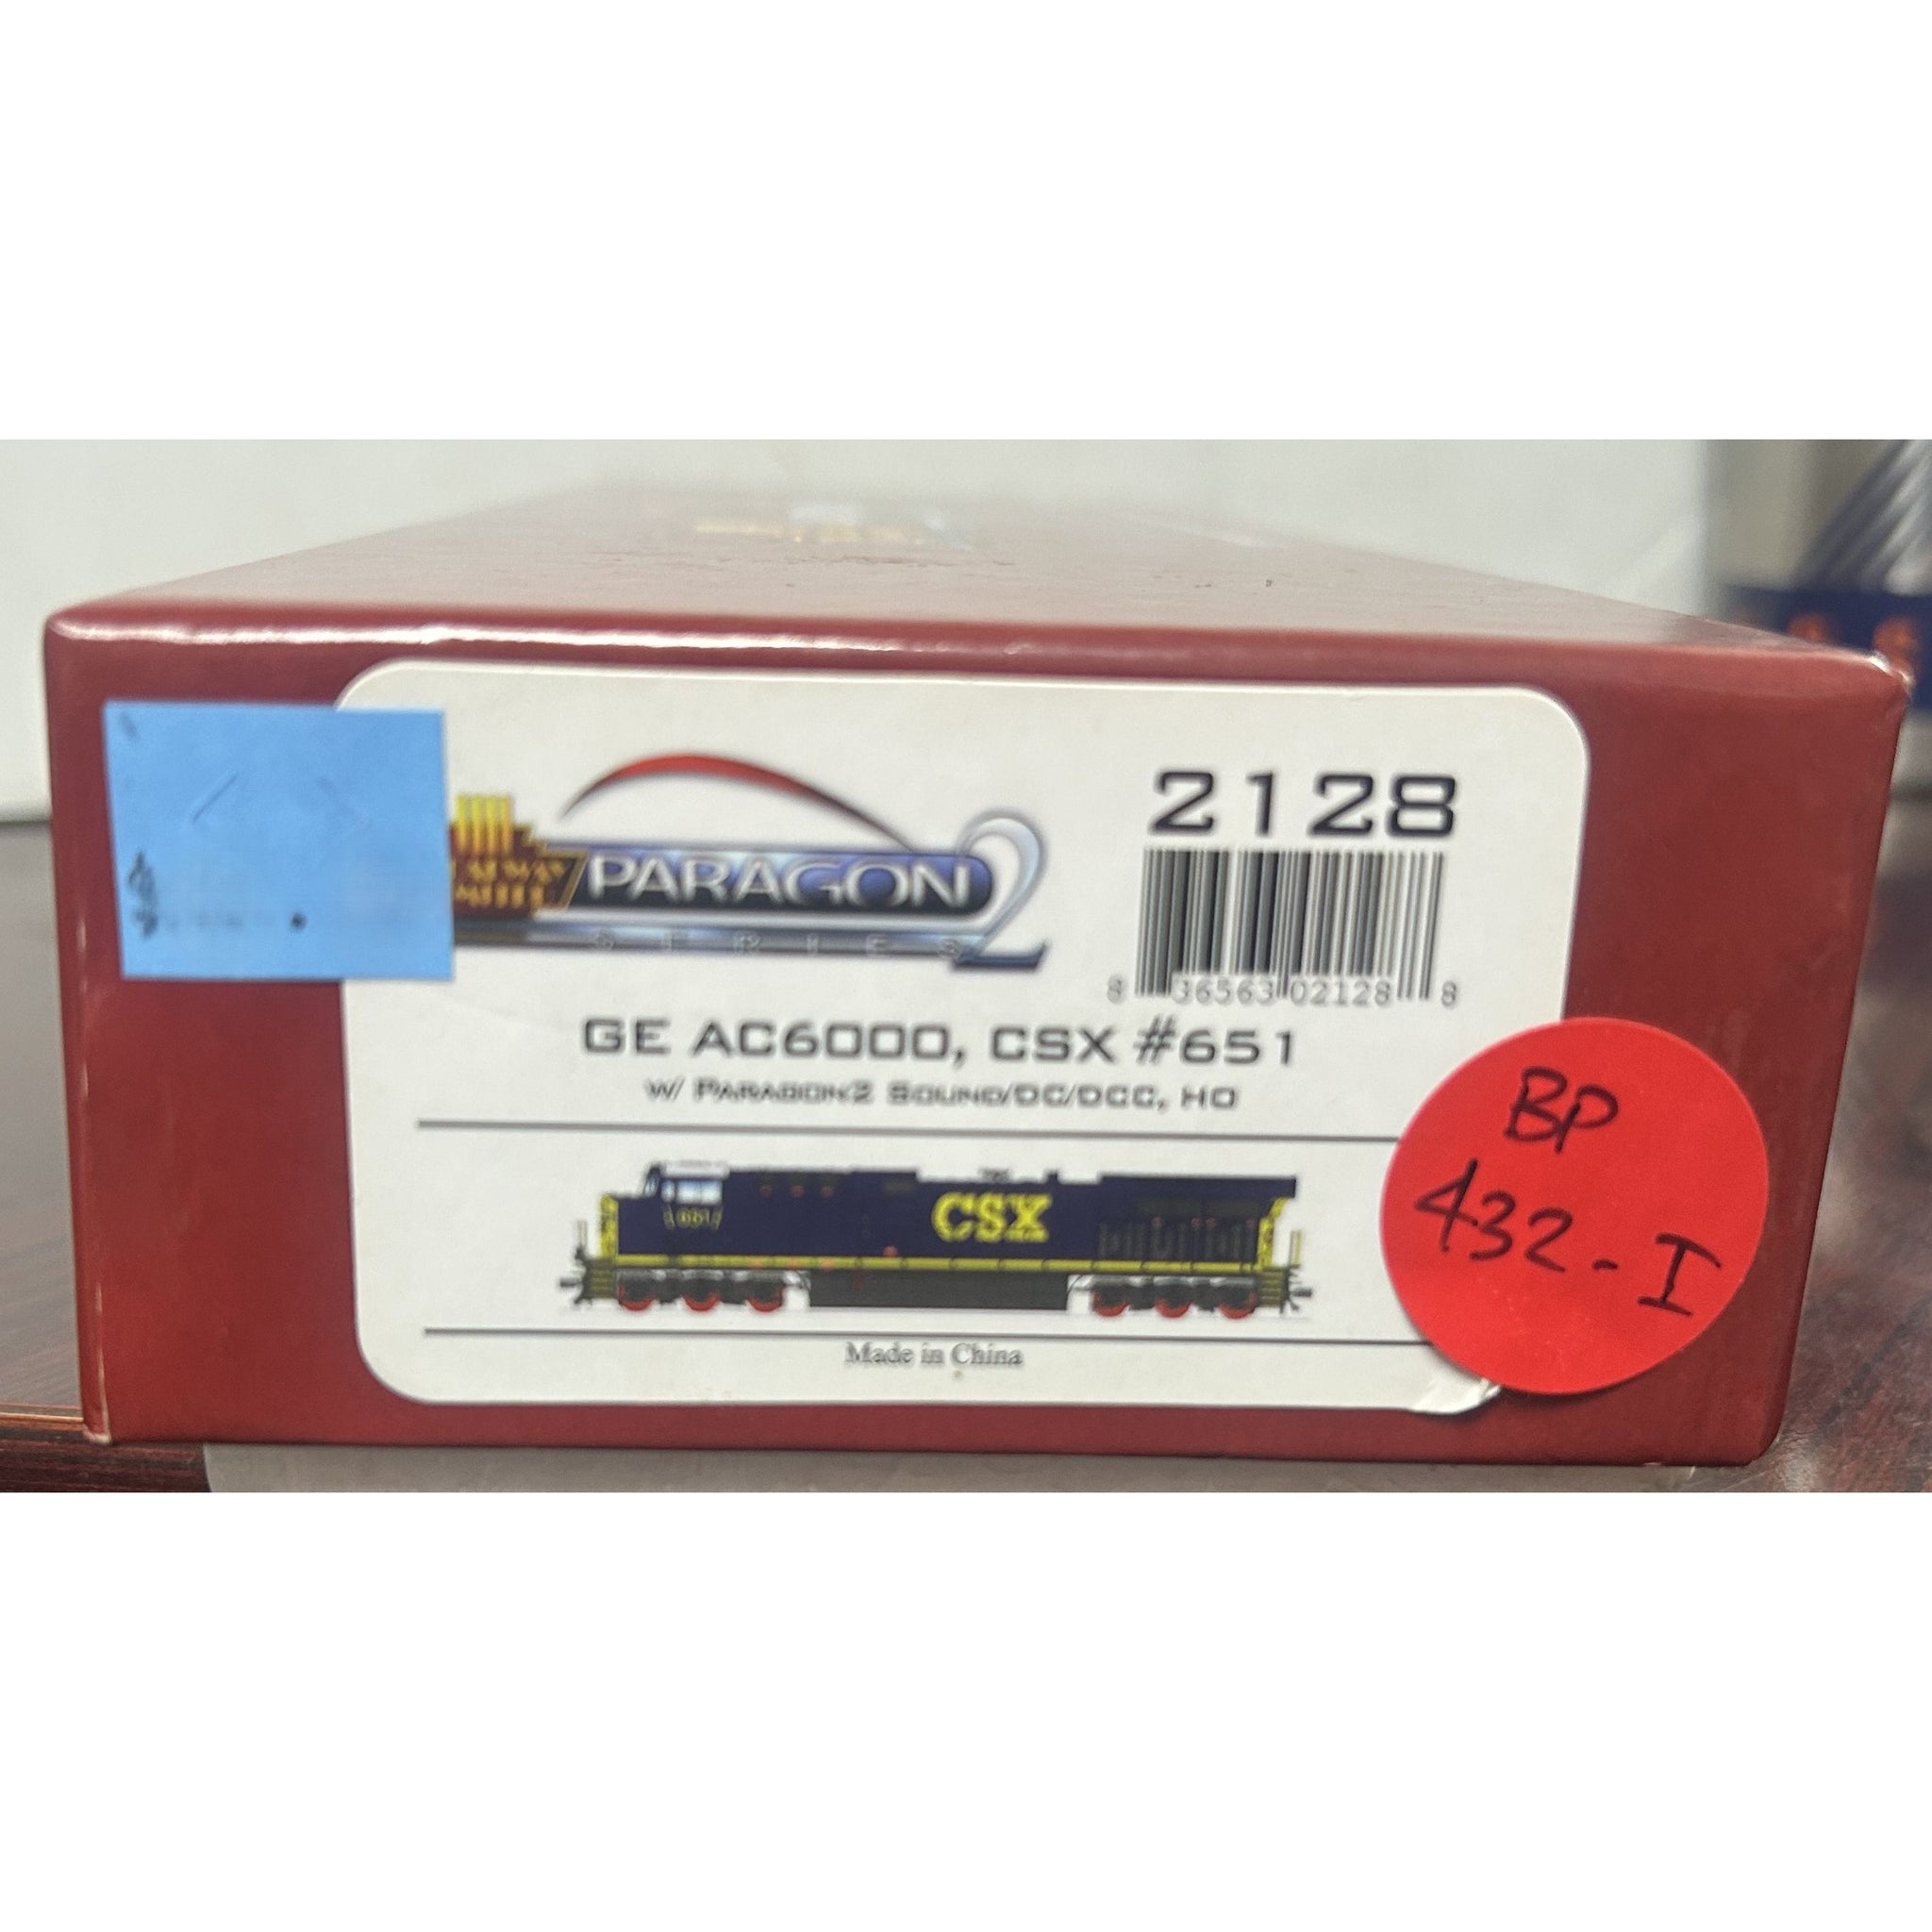 2128
PARAGON 2
SERIES
8 36563 02128 8
GE AC6000, CSX #651
W/ PARAGON2 SOUND/DC/DCC, HO
CSX
Made in China
BP
432-I